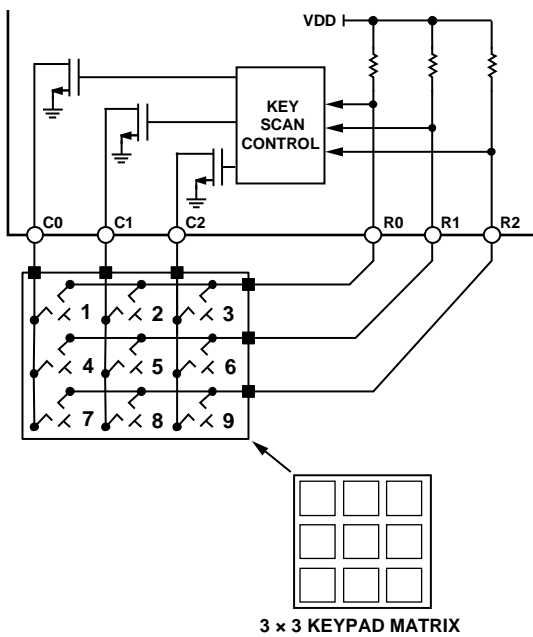 VDD
KEY
SCAN
CONTROL
C0 C1 C2 R0 R1 R2
1 2 3
4 5 6
7 8 9
3 × 3 KEYPAD MATRIX